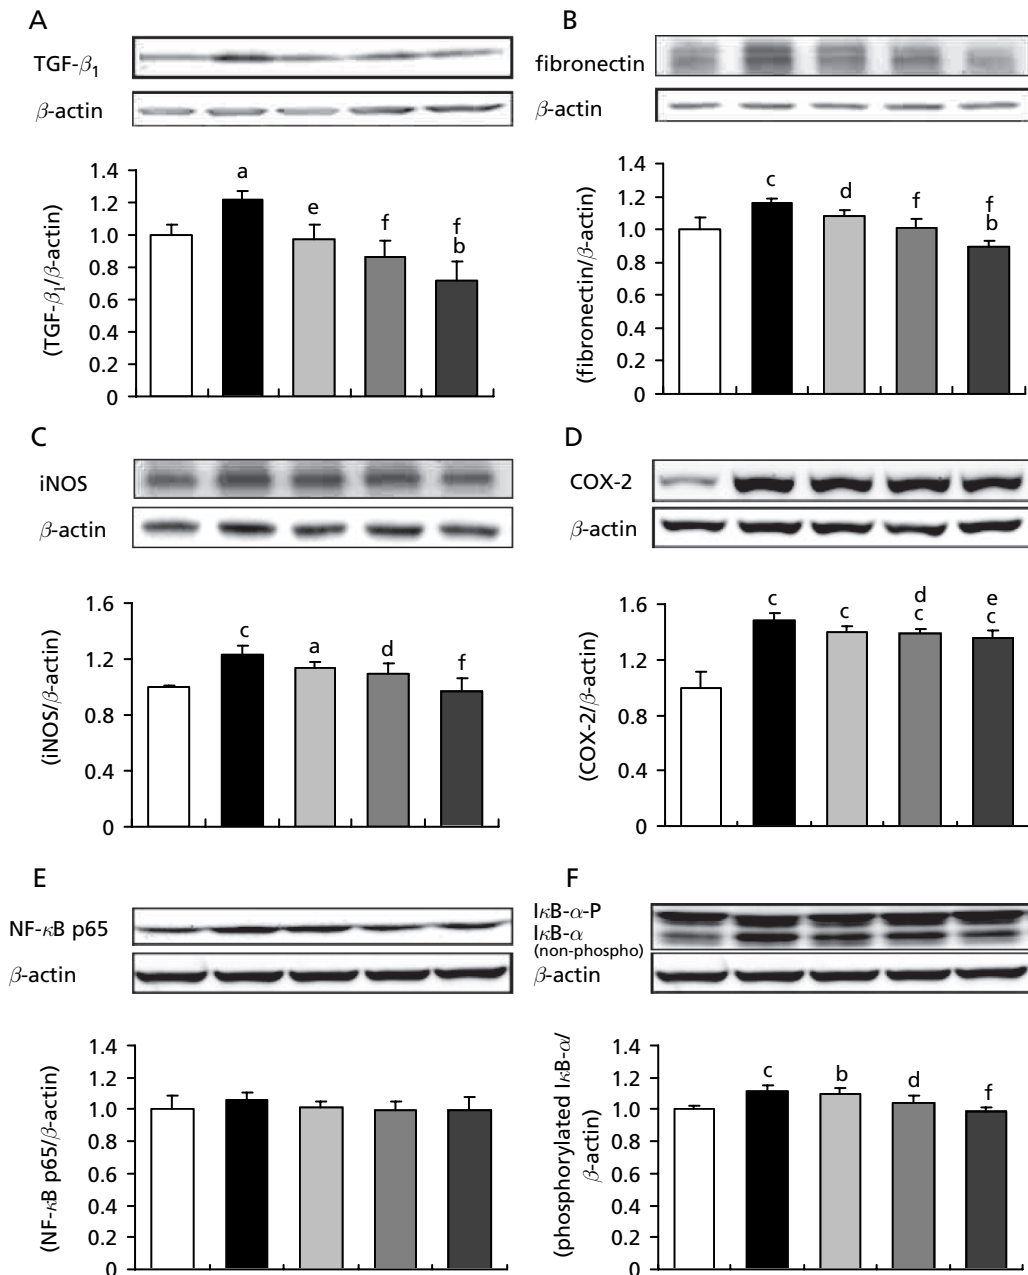 A
TGF-β1
β-actin
(TGF-β1/β-actin)
1.4
1.2
1.0
0.8
0.6
0.4
0.2
0
a
e
f
f
b
B
fibronectin
β-actin
(fibronectin/β-actin)
1.4
1.2
1.0
0.8
0.6
0.4
0.2
0
c
d
f
f
b
C
iNOS
β-actin
(iNOS/β-actin)
1.6
1.2
0.8
0.4
0
c
a
d
f
D
COX-2
β-actin
(COX-2/β-actin)
1.6
1.2
0.8
0.4
0
c
c
d
c
e
c
E
NF-κB p65
β-actin
(NF-κB p65/β-actin)
1.4
1.2
1.0
0.8
0.6
0.4
0.2
0
F
IκB-α-P
IκB-α
(non-phospho)
β-actin
(phosphorylated IκB-α/
β-actin)
1.4
1.2
1.0
0.8
0.6
0.4
0.2
0
c
b
d
f